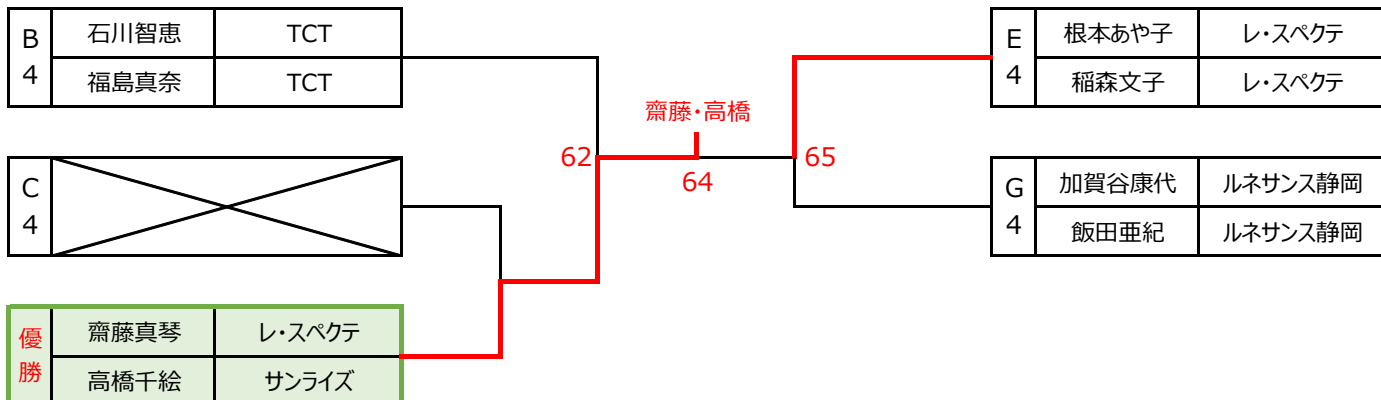 B
4
石川智恵 TCT
福島真奈 TCT
C
4
優
勝
齋藤真琴 レ・スペクテ
高橋千絵 サンライズ
62
齋藤・高橋
64
65
E
4
根本あや子 レ・スペクテ
稲森文子 レ・スペクテ
G
4
加賀谷康代 ルネサンス静岡
飯田亜紀 ルネサンス静岡